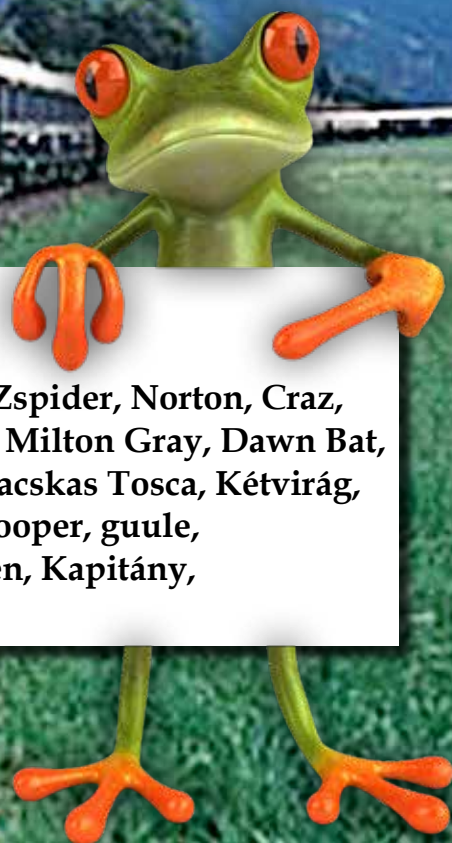 Zspider, Norton, Craz,
Milton Gray, Dawn Bat,
acskas Tosca, Kétvirág,
ooper, guule,
en, Kapitány,